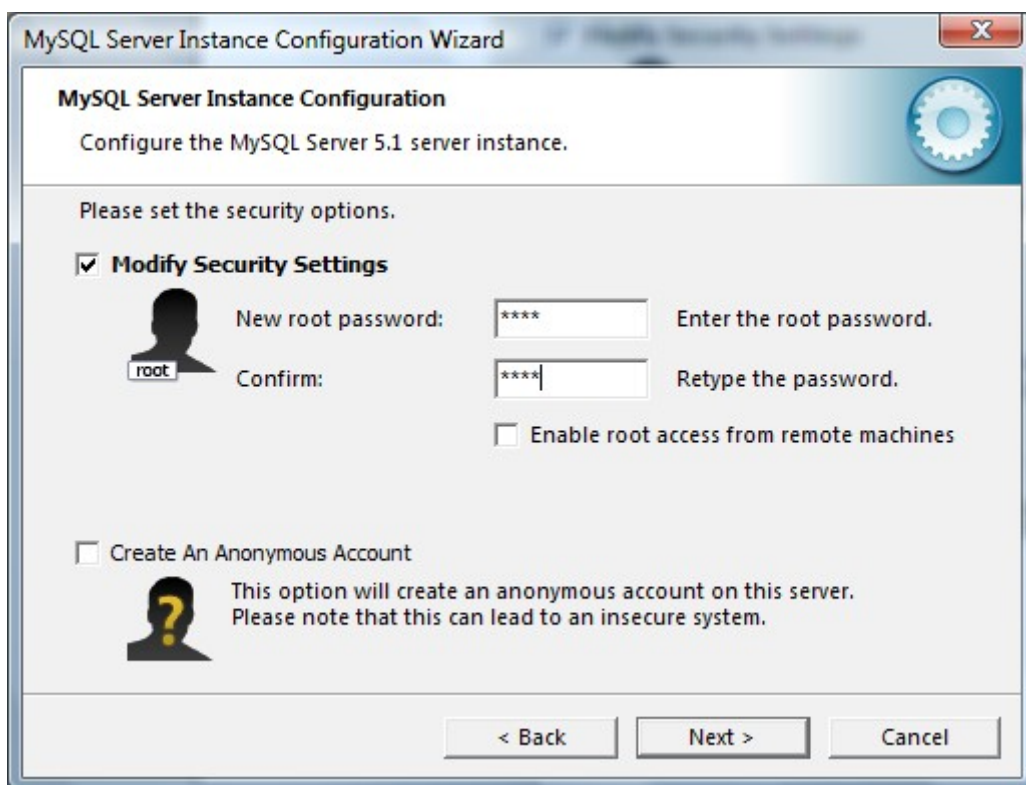 MySQL Server Instance Configuration Wizard
MySQL Server Instance Configuration
Configure the MySQL Server 5.1 server instance.
Please set the security options.
Modify Security Settings
New root password: **** Enter the root password.
root
Confirm: **** Retype the password.
Enable root access from remote machines
Create An Anonymous Account
This option will create an anonymous account on this server.
Please note that this can lead to an insecure system.
< Back Next > Cancel